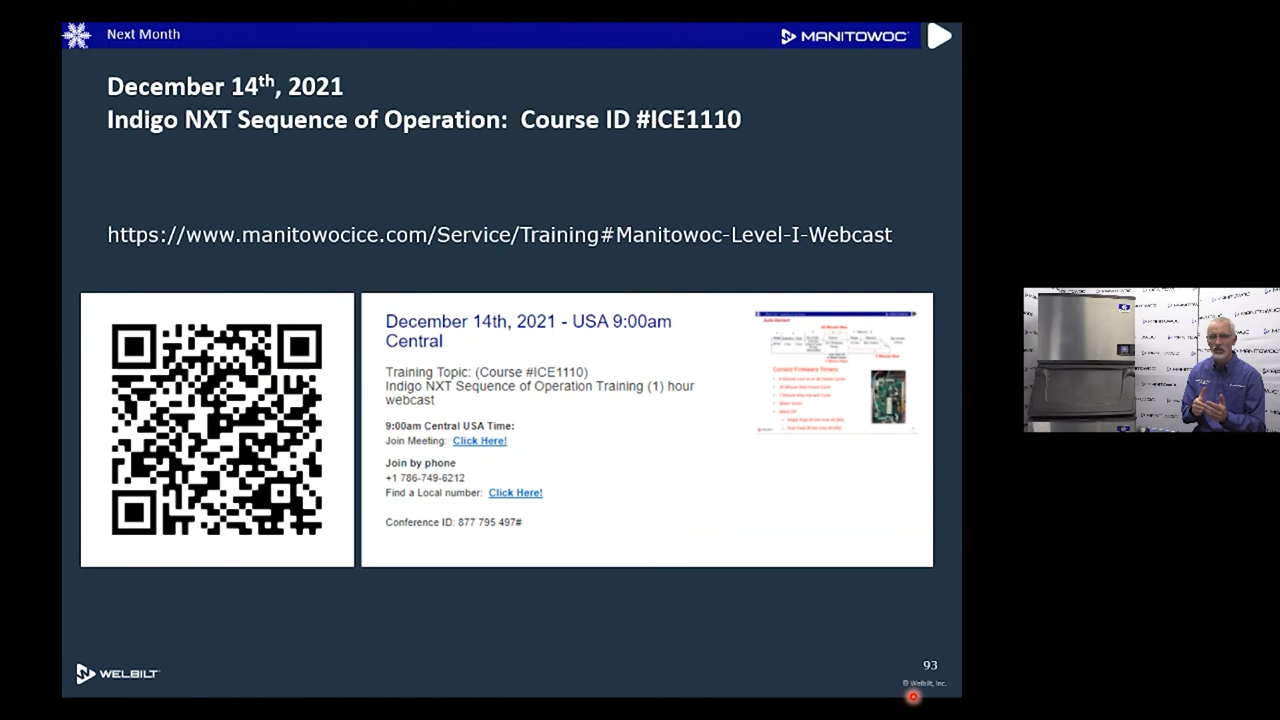 Next Month
MANITOWOC
December 14th, 2021
Indigo NXT Sequence of Operation: Course ID #ICE1110
https://www.manitowocice.com/Service/Training#Manitowoc-Level-I-Webcast
December 14th, 2021 - USA 9:00am
Central
Training Topic: (Course #ICE1110)
Indigo NXT Sequence of Operation Training (1) hour
webcast
9:00am Central USA Time:
Join Meeting: Click Here!
Join by phone
+1 786-749-6212
Find a Local number: Click Here!
Conference ID: 877 795 497#
Current Firmware Timers
WELBILT
93
© Welbilt, Inc.